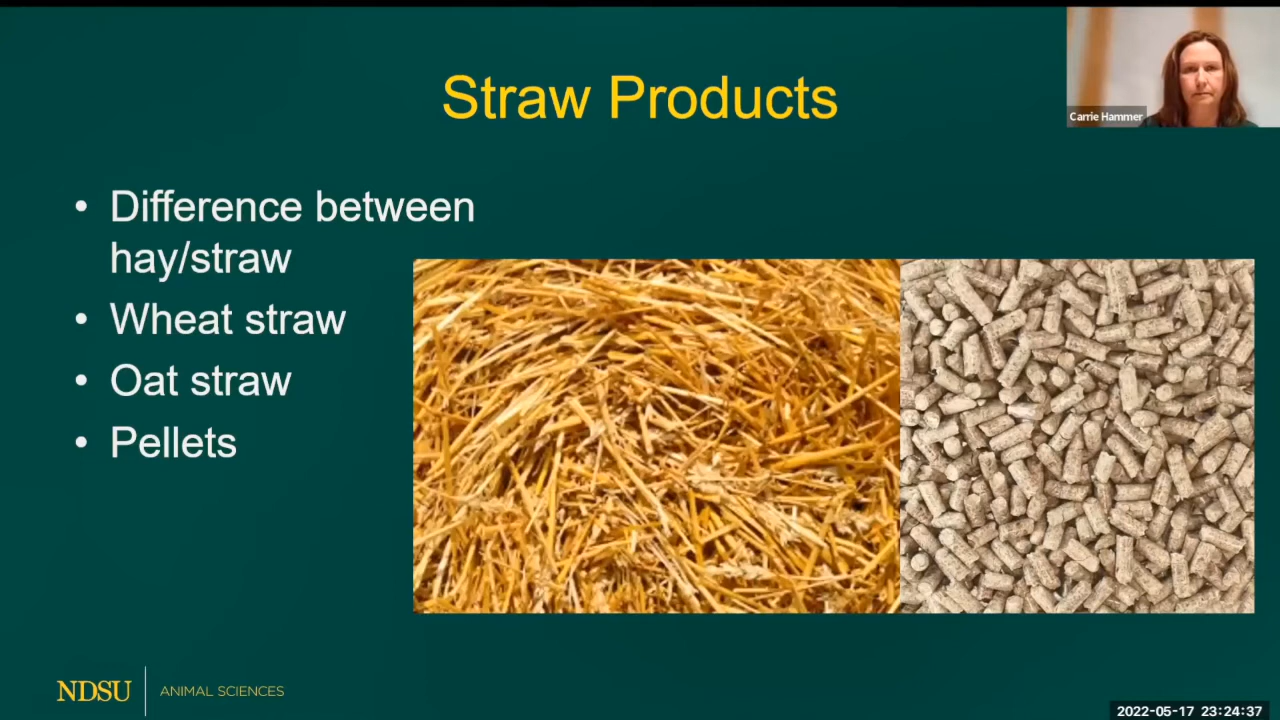 Straw Products
Carrie Hammer
• Difference between
hay/straw
• Wheat straw
• Oat straw
• Pellets
NDSU
ANIMAL SCIENCES
2022-05-17 23:24:37